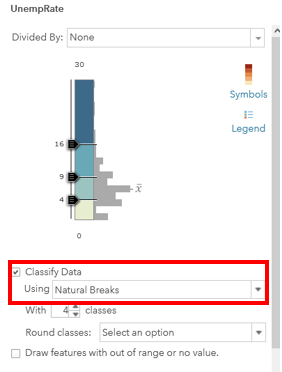 UnempRate
Divided By: None
30
Symbols
Legend
16
9
x̄
4
0
Classify Data
Using Natural Breaks
With 4 classes
Round classes: Select an option
Draw features with out of range or no value.